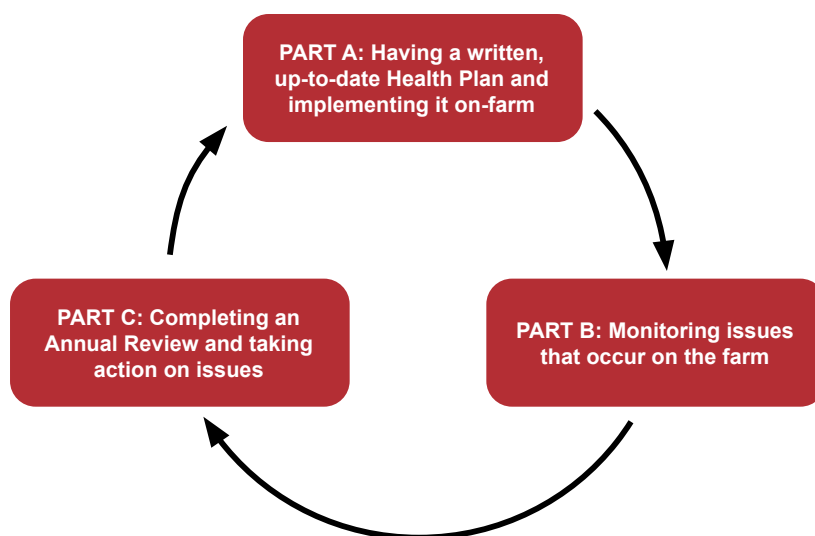 PART A: Having a written,
up-to-date Health Plan and
implementing it on-farm
PART B: Monitoring issues
that occur on the farm
PART C: Completing an
Annual Review and taking
action on issues